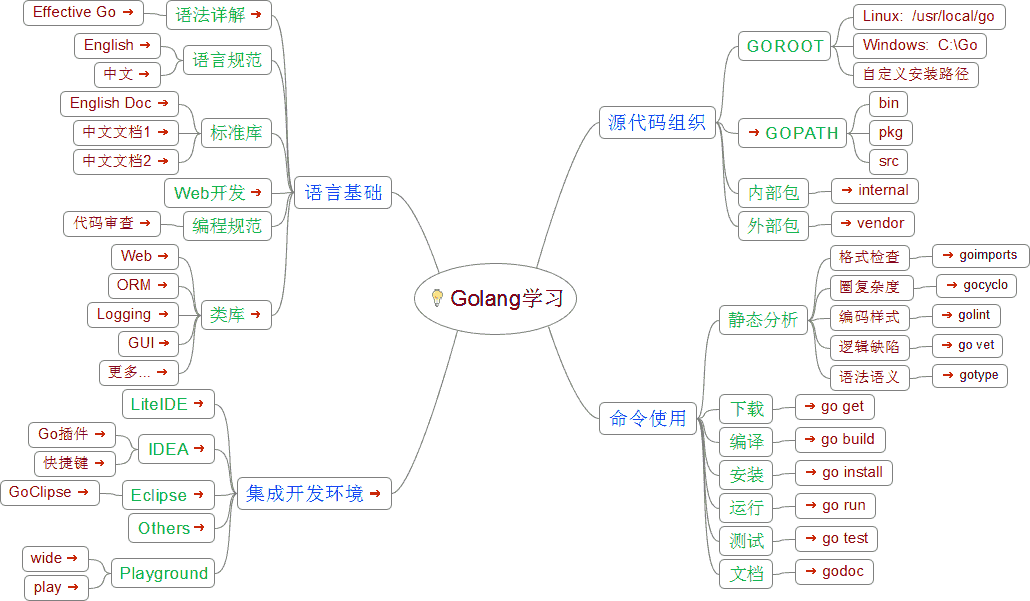 Golang学习
语言基础
语法详解
Effective Go
语言规范
English
中文
标准库
English Doc
中文文档1
中文文档2
Web开发
编程规范
代码审查
类库
Web
ORM
Logging
GUI
更多...
集成开发环境
LiteIDE
IDEA
Go插件
快捷键
Eclipse
GoClipse
Others
Playground
wide
play
源代码组织
GOROOT
Linux: /usr/local/go
Windows: C:\Go
自定义安装路径
GOPATH
bin
pkg
src
内部包
internal
外部包
vendor
命令使用
静态分析
格式检查
goimports
圈复杂度
gocyclo
编码样式
golint
逻辑缺陷
go vet
语法语义
gotype
下载
go get
编译
go build
安装
go install
运行
go run
测试
go test
文档
godoc